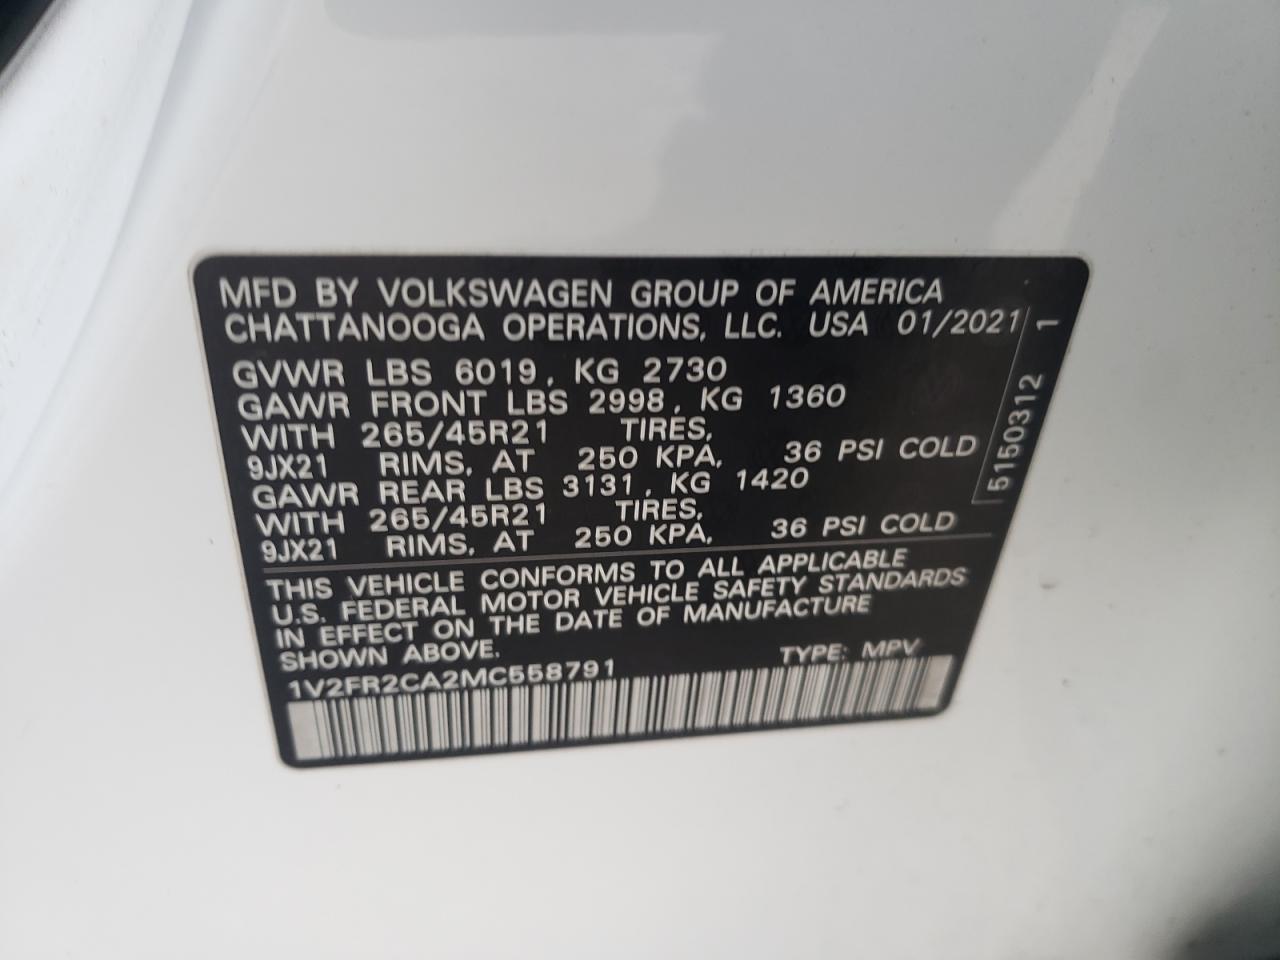 MFD BY VOLKSWAGEN GROUP OF AMERICA
CHATTANOOGA OPERATIONS, LLC. USA 01/2021
GVWR LBS 6019, KG 2730
GAWR FRONT LBS 2998, KG 1360
WITH 265/45R21 TIRES,
9JX21 RIMS, AT 250 KPA, 36 PSI COLD
GAWR REAR LBS 3131, KG 1420
WITH 265/45R21 TIRES,
9JX21 RIMS, AT 250 KPA, 36 PSI COLD
THIS VEHICLE CONFORMS TO ALL APPLICABLE
U.S. FEDERAL MOTOR VEHICLE SAFETY STANDARDS
IN EFFECT ON THE DATE OF MANUFACTURE
SHOWN ABOVE.
TYPE: MPV
1V2FR2CA2MC558791
5150312 1